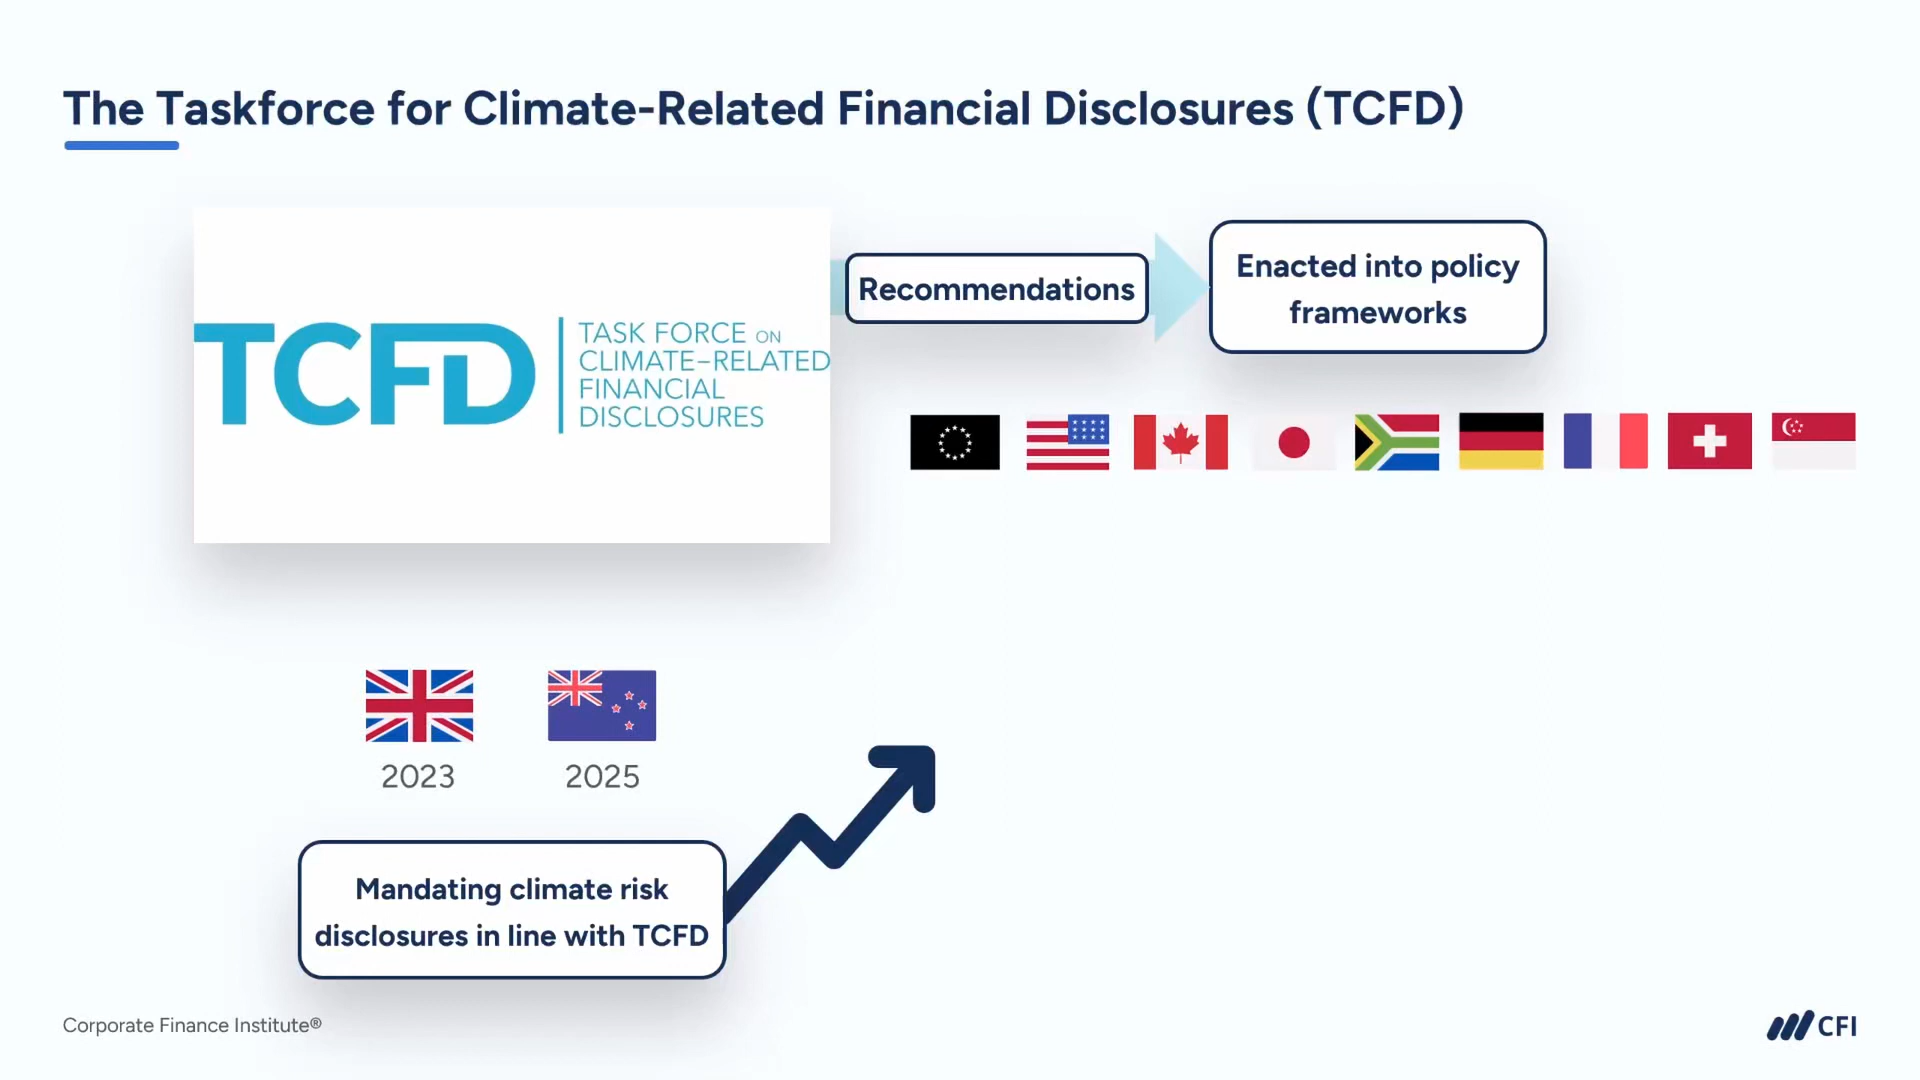 The Taskforce for Climate-Related Financial Disclosures (TCFD)
TCFD
TASK FORCE ON
CLIMATE–RELATED
FINANCIAL
DISCLOSURES
Recommendations
Enacted into policy
frameworks
2023
2025
Mandating climate risk
disclosures in line with TCFD
Corporate Finance Institute®
CFI